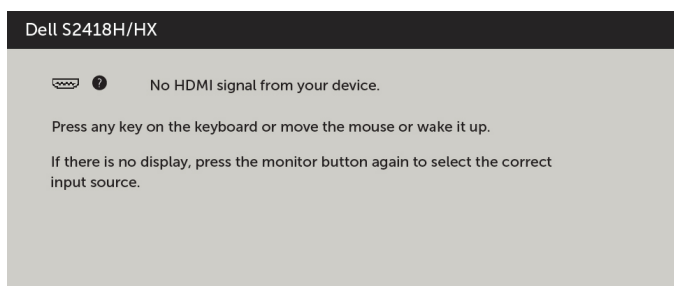 Dell S2418H/HX
? No HDMI signal from your device.
Press any key on the keyboard or move the mouse or wake it up.
If there is no display, press the monitor button again to select the correct
input source.